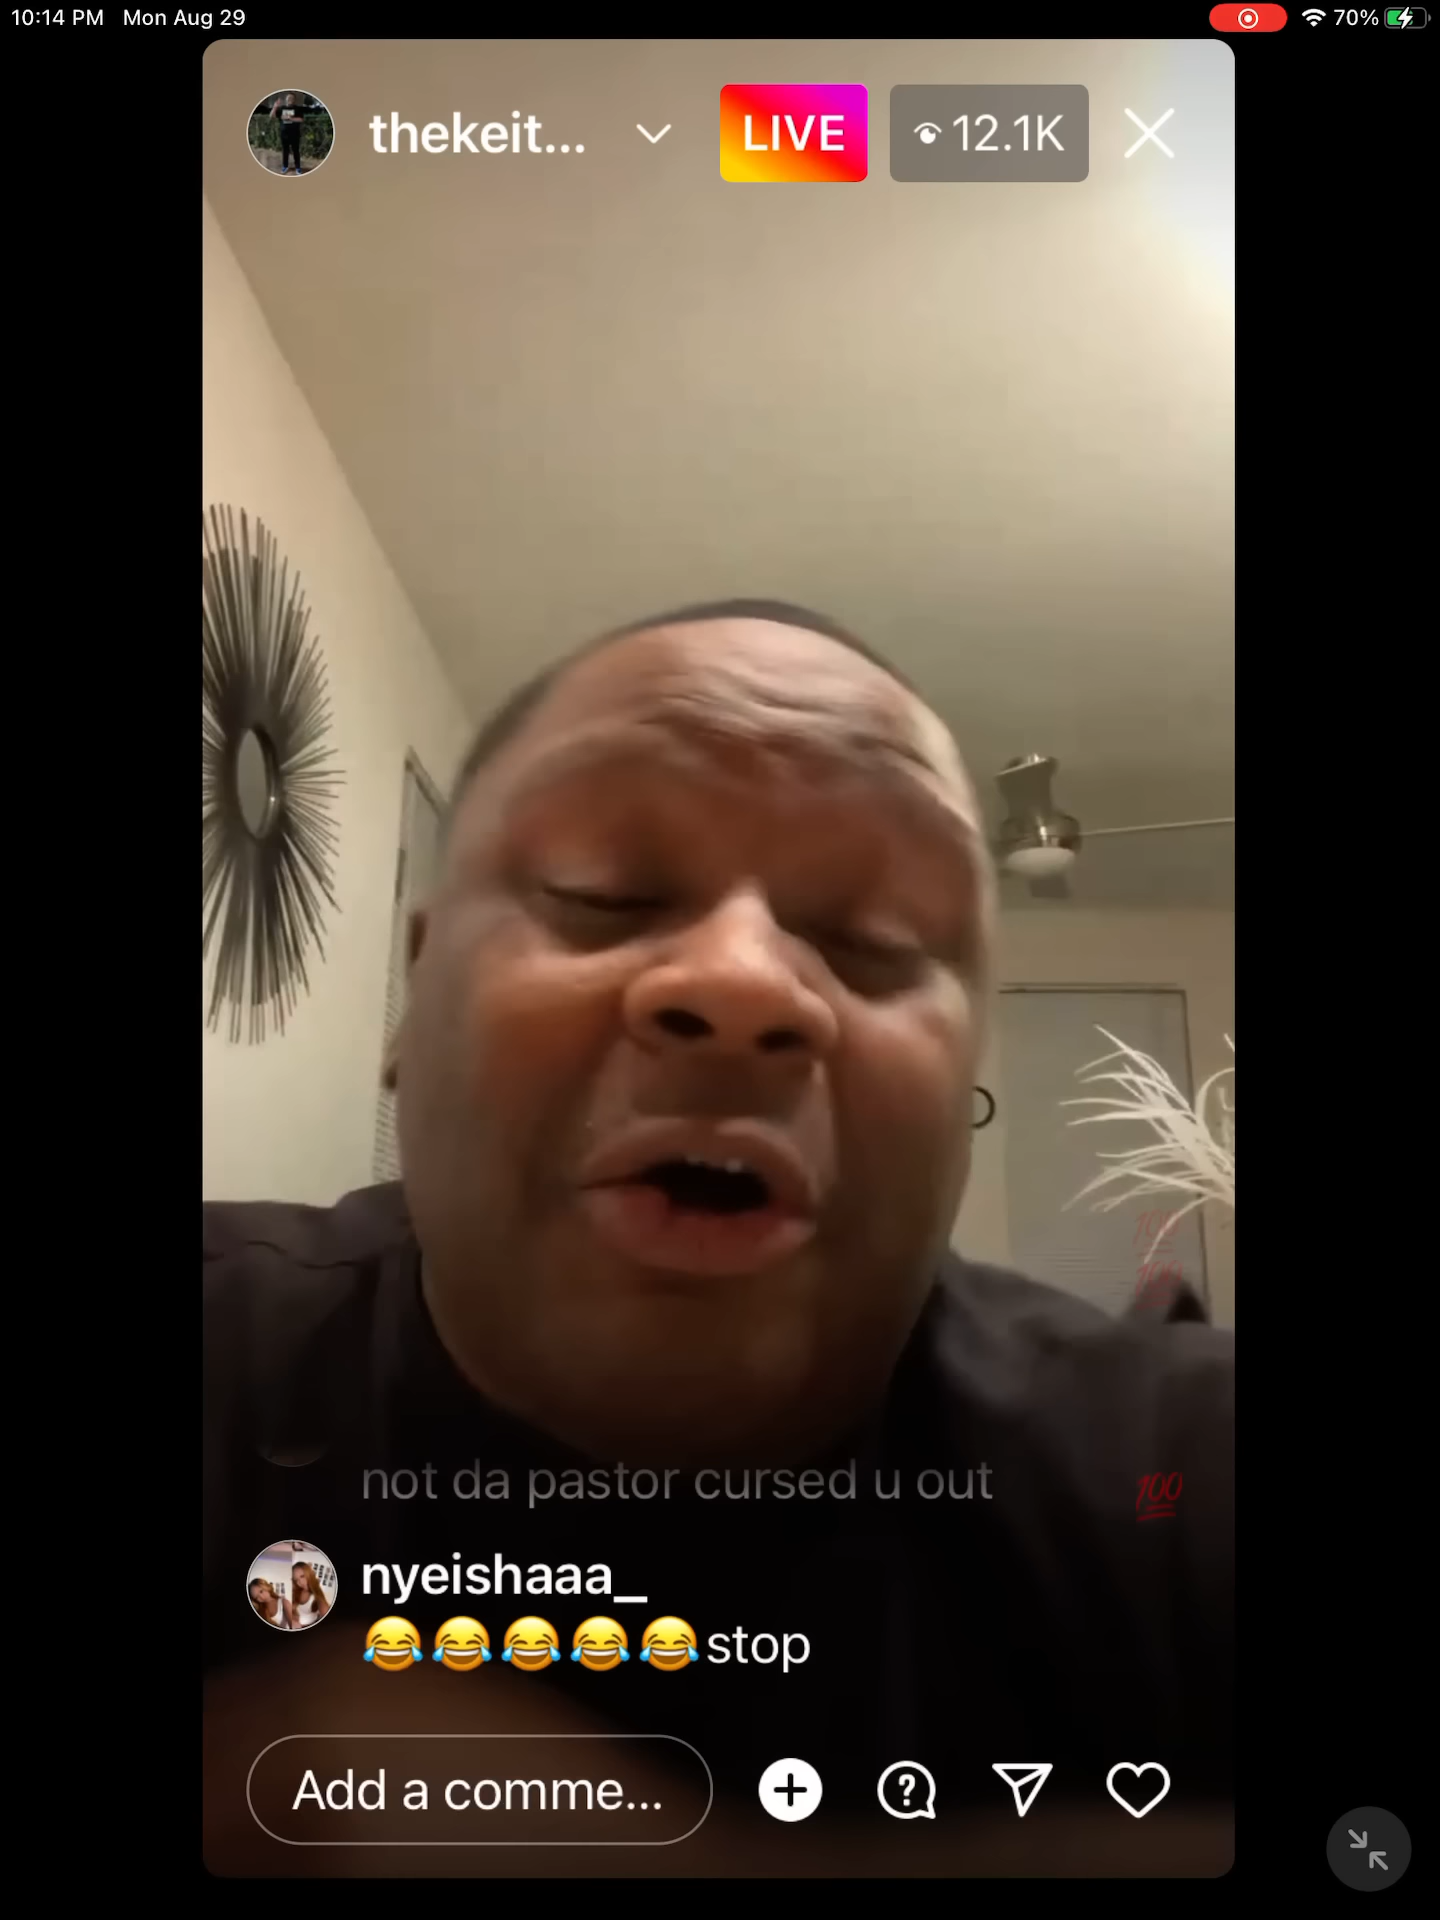 10:14 PM Mon Aug 29
70%
thekeit...
LIVE
12.1K
not da pastor cursed u out
💯
nyeishaaa_
😂😂😂😂😂stop
Add a comme...